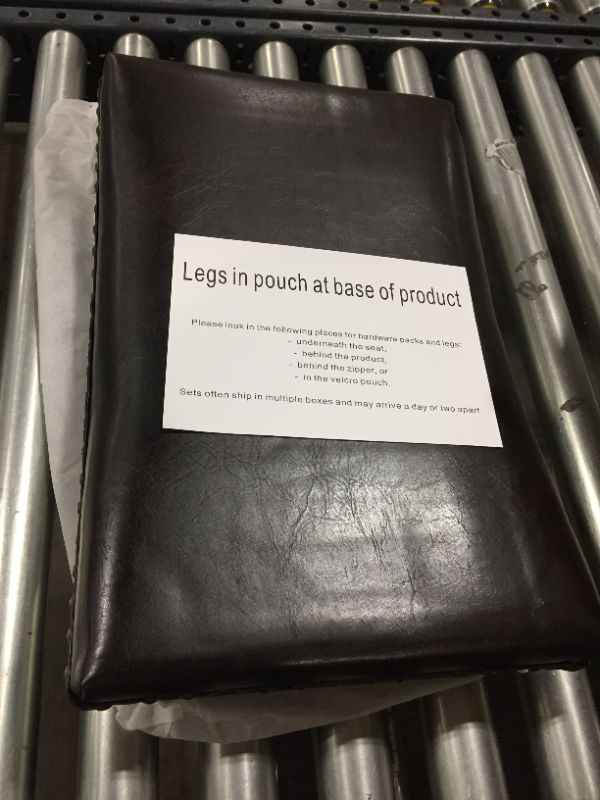 Legs in pouch at base of product
Please look in the following places for hardware packs and legs:
- underneath the seat,
- behind the product,
- behind the zipper, or
- in the velcro pouch.
Sets often ship in multiple boxes and may arrive a day or two apart.